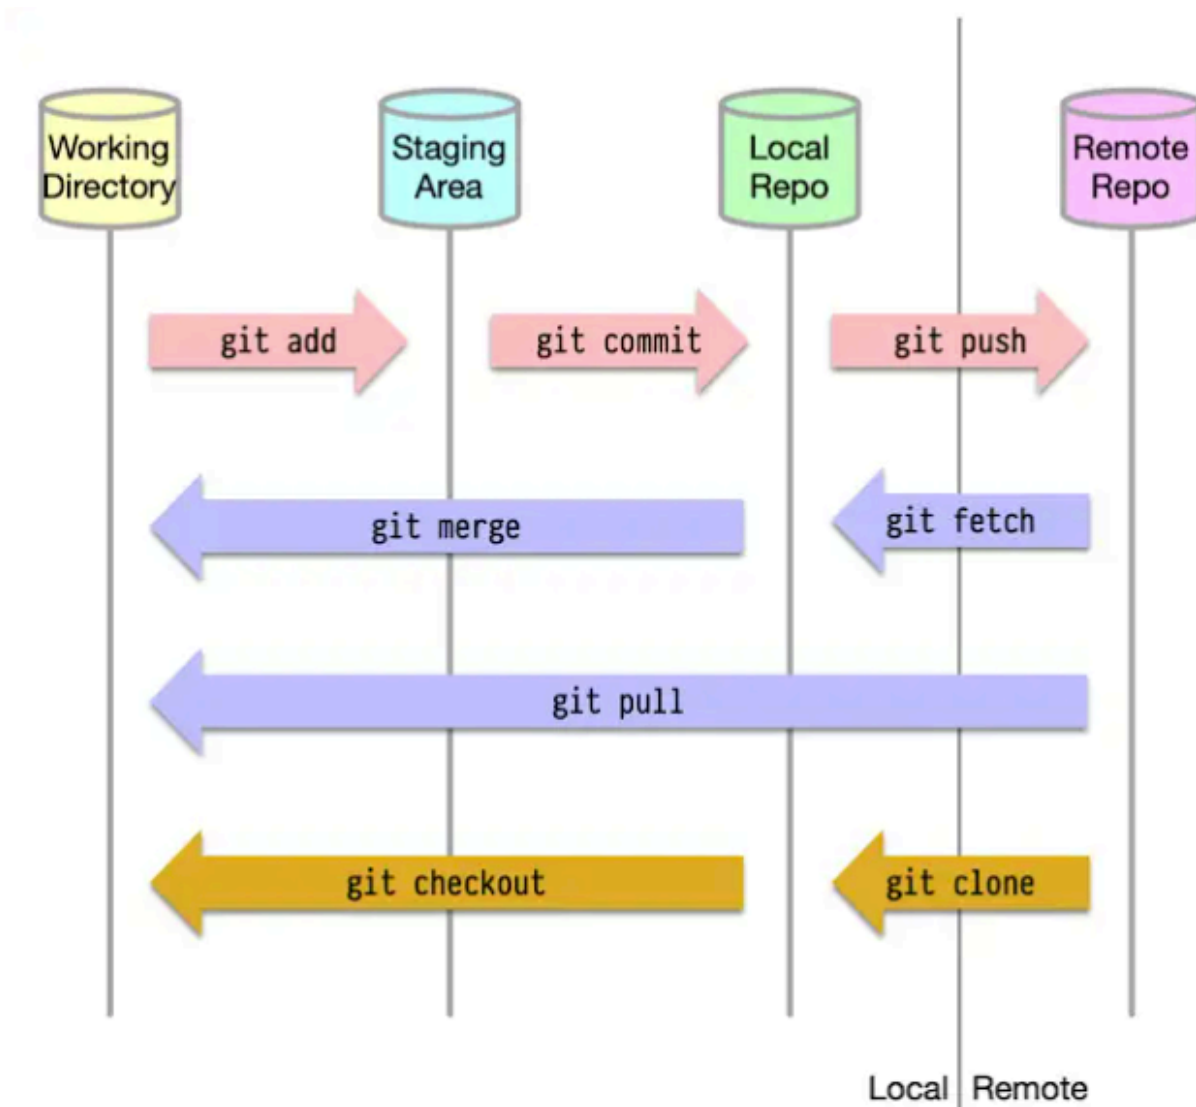 Working
Directory
Staging
Area
Local
Repo
Remote
Repo
git add
git commit
git push
git merge
git fetch
git pull
git checkout
git clone
Local
Remote